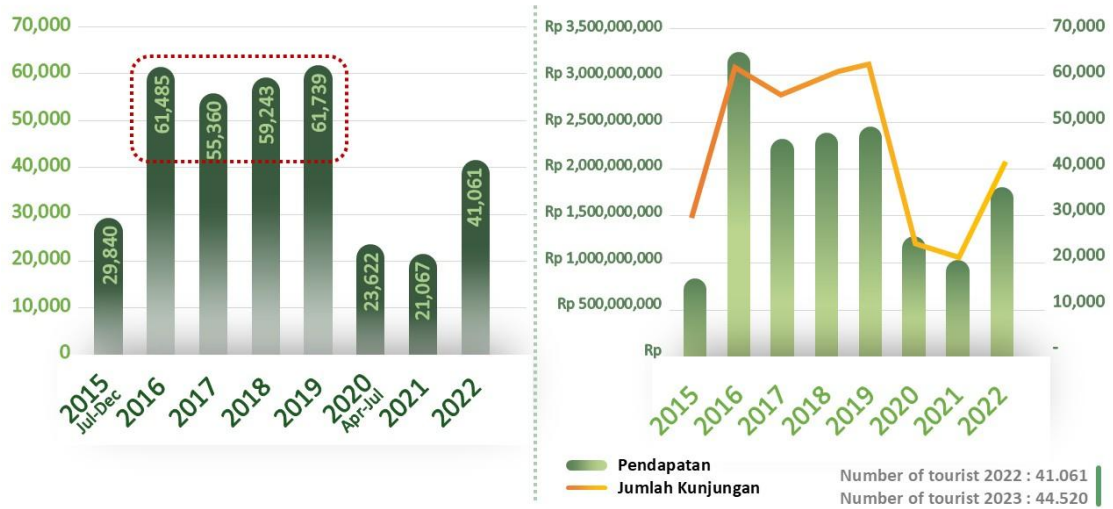 70,000
60,000
50,000
40,000
30,000
20,000
10,000
0
29,840
61,485
55,360
59,243
61,739
23,622
21,067
41,061
2015
Jul-Dec
2016
2017
2018
2019
2020
Apr-Jul
2021
2022
Rp 3,500,000,000
Rp 3,000,000,000
Rp 2,500,000,000
Rp 2,000,000,000
Rp 1,500,000,000
Rp 1,000,000,000
Rp 500,000,000
Rp
70,000
60,000
50,000
40,000
30,000
20,000
10,000
-
2015
2016
2017
2018
2019
2020
2021
2022
Pendapatan
Jumlah Kunjungan
Number of tourist 2022 : 41.061
Number of tourist 2023 : 44.520